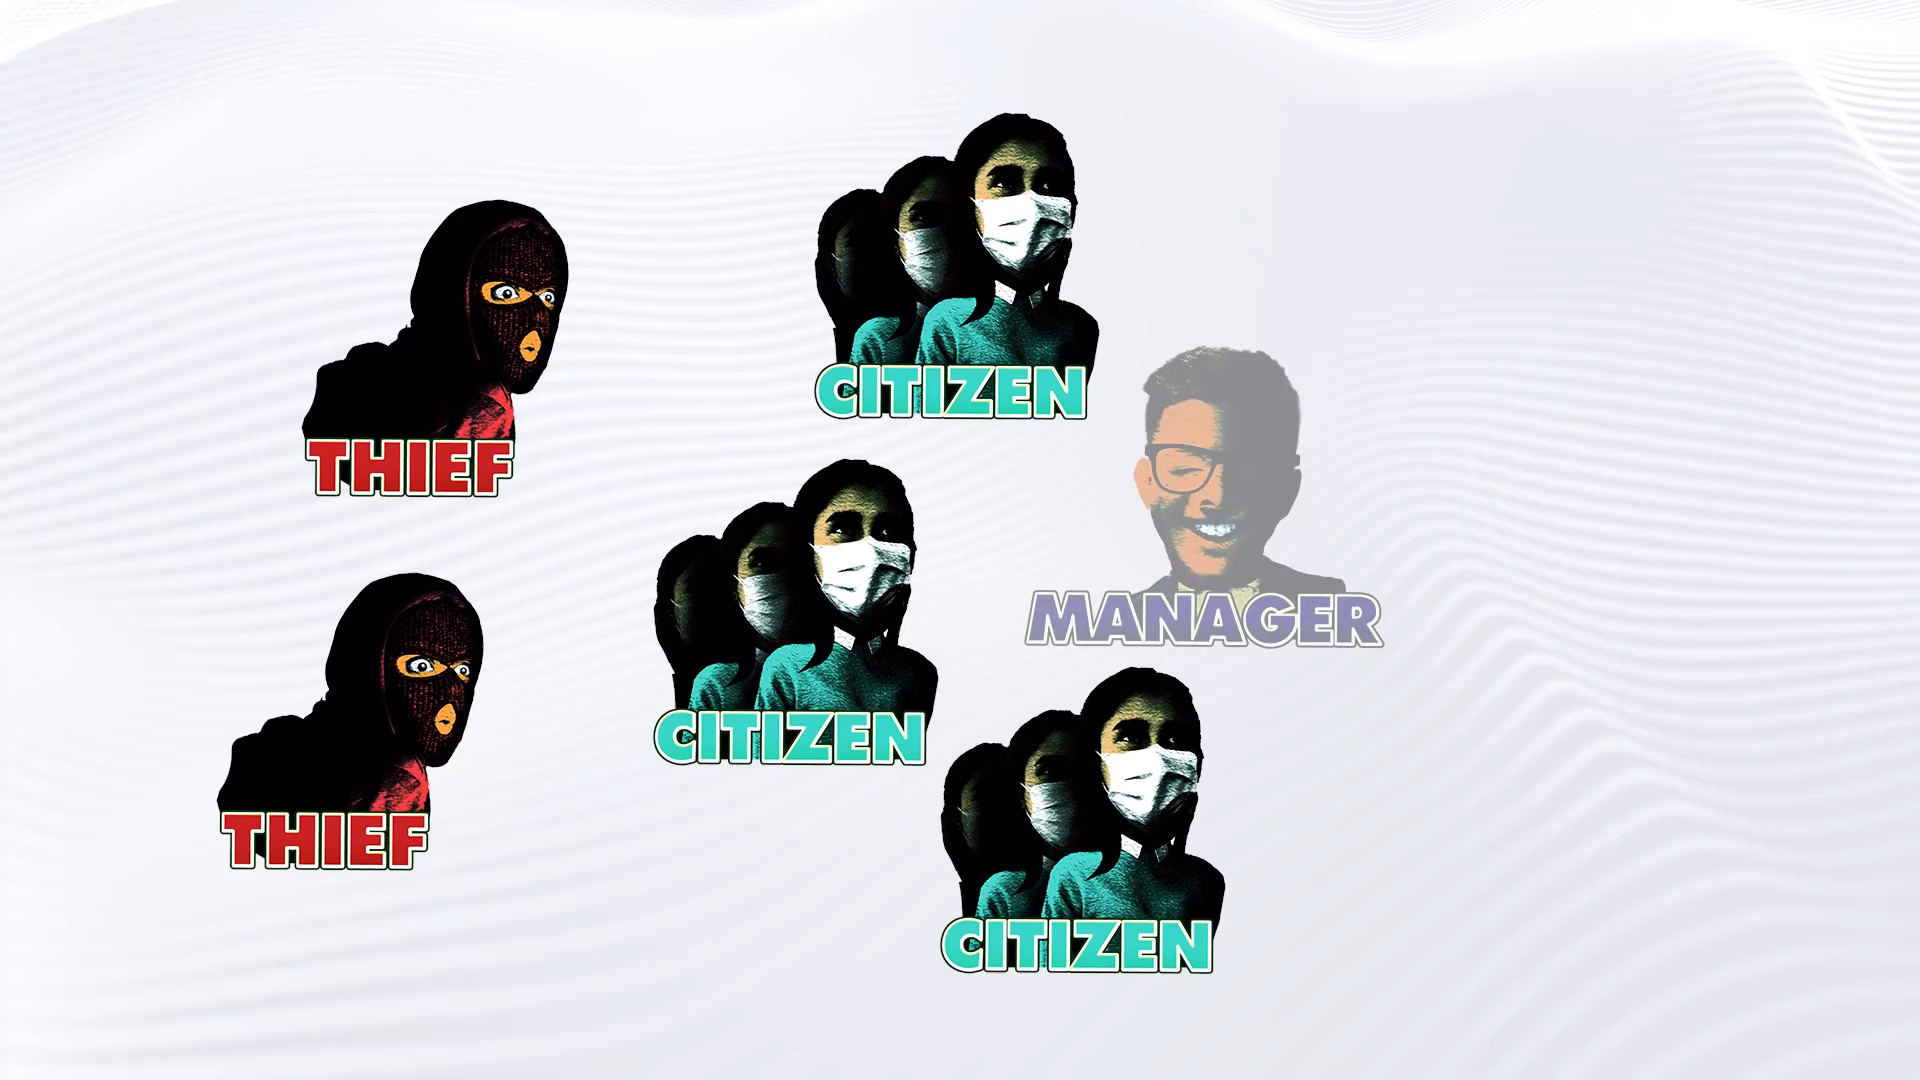 CITIZEN
THIEF
MANAGER
CITIZEN
THIEF
CITIZEN